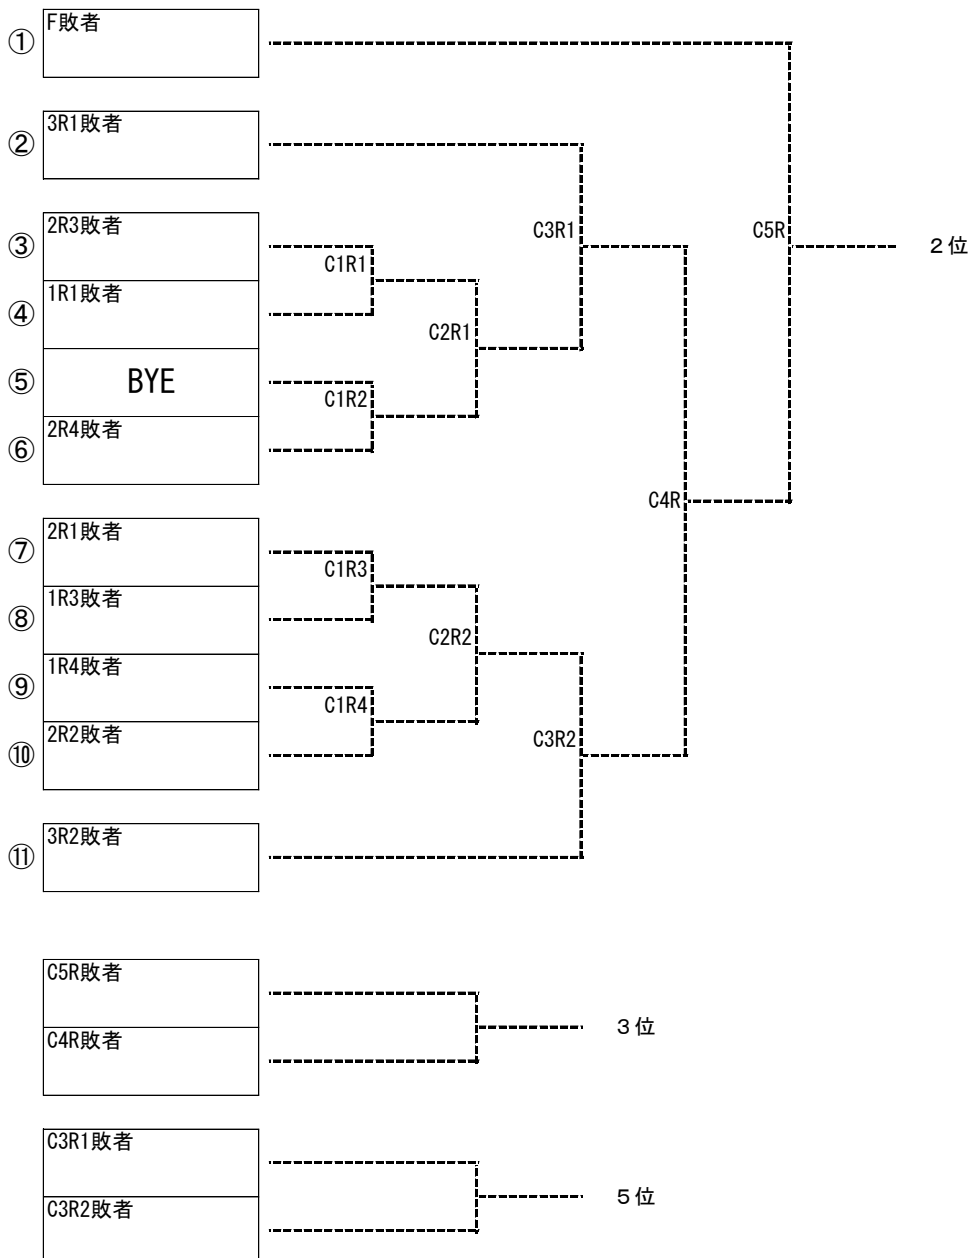 ① F敗者
② 3R1敗者
C3R1
C5R
2位
③ 2R3敗者
C1R1
④ 1R1敗者
C2R1
⑤ BYE
C1R2
⑥ 2R4敗者
C4R
⑦ 2R1敗者
C1R3
⑧ 1R3敗者
C2R2
⑨ 1R4敗者
C1R4
⑩ 2R2敗者
C3R2
⑪ 3R2敗者
C5R敗者
3位
C4R敗者
C3R1敗者
5位
C3R2敗者